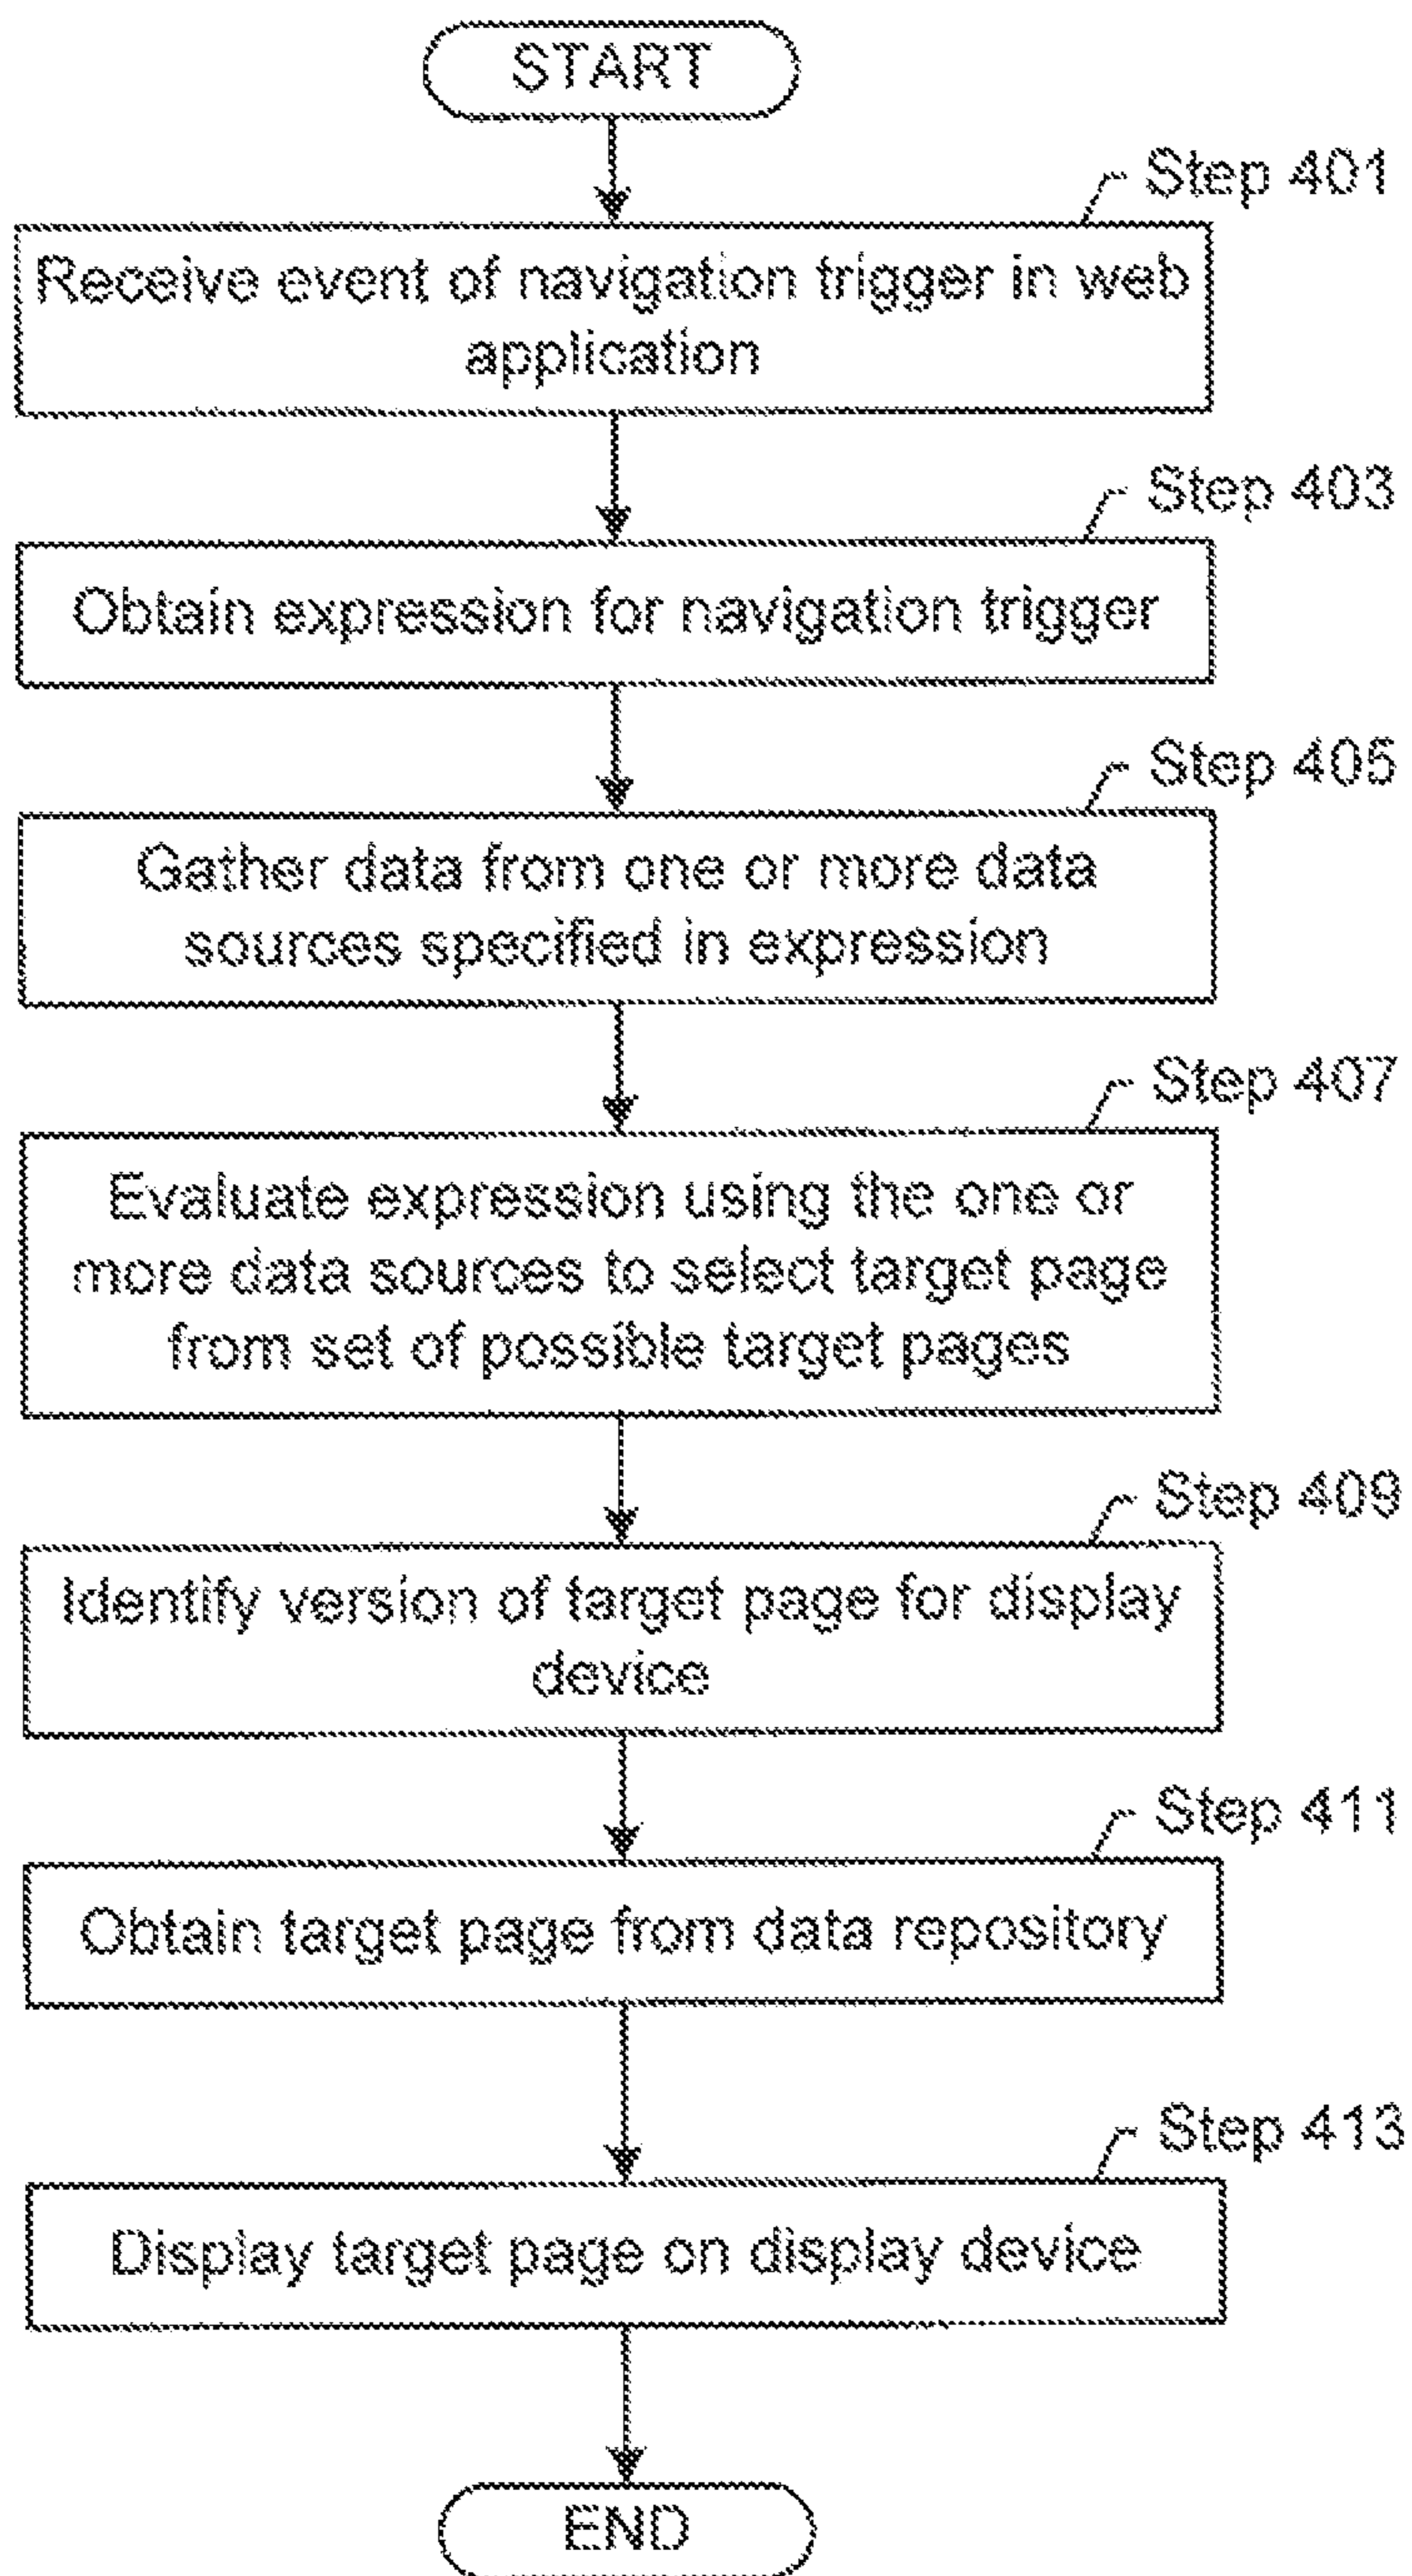 START
Step 401
Receive event of navigation trigger in web
application
Step 403
Obtain expression for navigation trigger
Step 405
Gather data from one or more data
sources specified in expression
Step 407
Evaluate expression using the one or
more data sources to select target page
from set of possible target pages
Step 409
Identify version of target page for display
device
Step 411
Obtain target page from data repository
Step 413
Display target page on display device
END